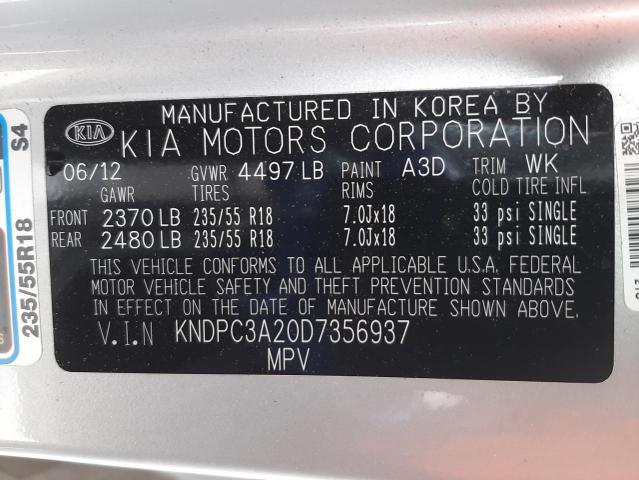 MANUFACTURED IN KOREA BY
KIA KIA MOTORS CORPORATION
06/12 GVWR 4497 LB PAINT A3D TRIM WK
GAWR TIRES RIMS COLD TIRE INFL
FRONT 2370 LB 235/55 R18 7.0Jx18 33 psi SINGLE
REAR 2480 LB 235/55 R18 7.0Jx18 33 psi SINGLE
THIS VEHICLE CONFORMS TO ALL APPLICABLE U.S.A. FEDERAL
MOTOR VEHICLE SAFETY AND THEFT PREVENTION STANDARDS
IN EFFECT ON THE DATE OF MANUFACTURE SHOWN ABOVE.
V.I.N KNDPC3A20D7356937
MPV
235/55R18 S4